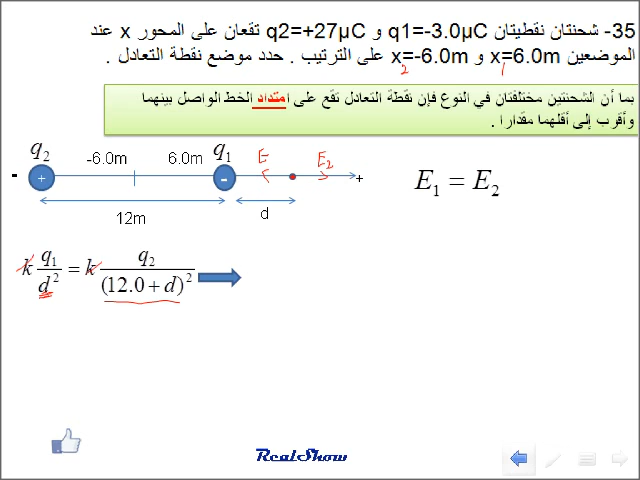 35- شحنتان نقطيتان q1=-3.0µC و q2=+27µC تقعان على المحور x عند
الموضعين x=6.0m و x=-6.0m على الترتيب . حدد موضع نقطة التعادل .
1 2
بما أن الشحنتين مختلفتان في النوع فإن نقطة التعادل تقع على امتداد الخط الواصل بينهما
وأقرب إلى أقلهما مقدارا .
q2 -6.0m 6.0m q1 E E2
- + - +
E1 = E2
12m d
k q1/d² = k q2/(12.0 + d)²
RealShow